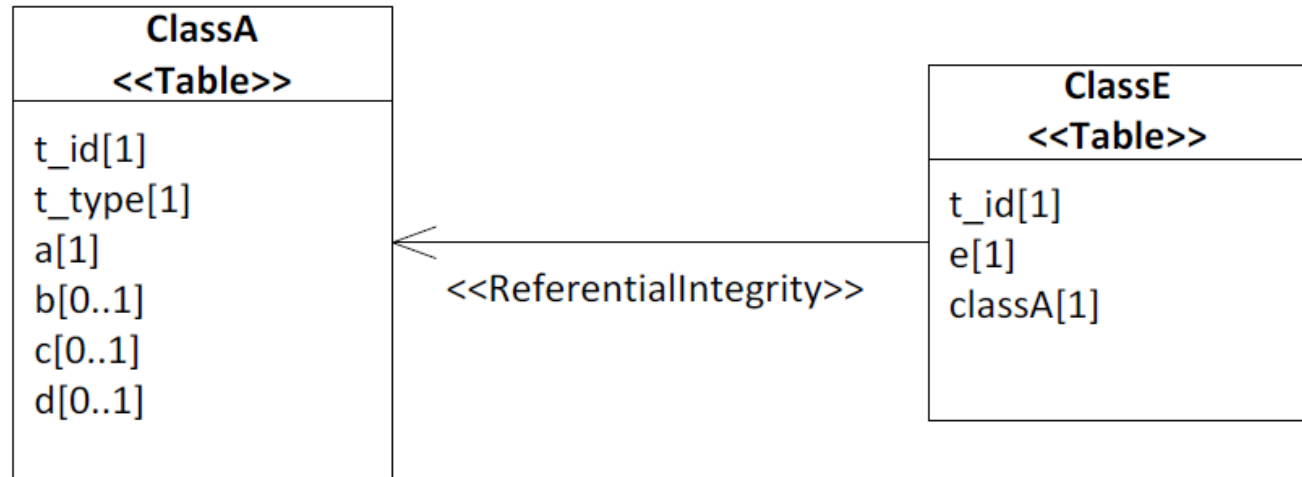 ClassA
<<Table>>
t_id[1]
t_type[1]
a[1]
b[0..1]
c[0..1]
d[0..1]
<<ReferentialIntegrity>>
ClassE
<<Table>>
t_id[1]
e[1]
classA[1]